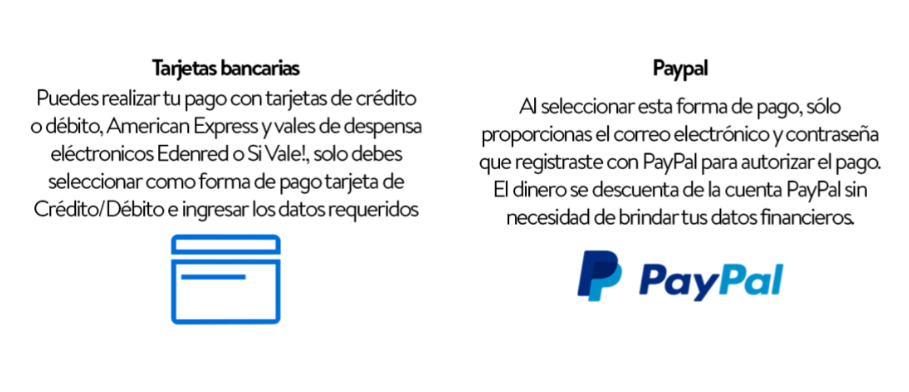 Tarjetas bancarias
Puedes realizar tu pago con tarjetas de crédito
o débito, American Express y vales de despensa
eléctronicos Edenred o Si Vale!, solo debes
seleccionar como forma de pago tarjeta de
Crédito/Débito e ingresar los datos requeridos
Paypal
Al seleccionar esta forma de pago, sólo
proporcionas el correo electrónico y contraseña
que registraste con PayPal para autorizar el pago.
El dinero se descuenta de la cuenta PayPal sin
necesidad de brindar tus datos financieros.
PayPal